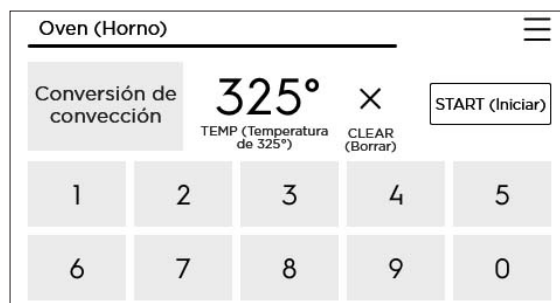 Oven (Horno)
Conversión de
convección
325°
TEMP (Temperatura
de 325°)
CLEAR
(Borrar)
START (Iniciar)
1 2 3 4 5
6 7 8 9 0